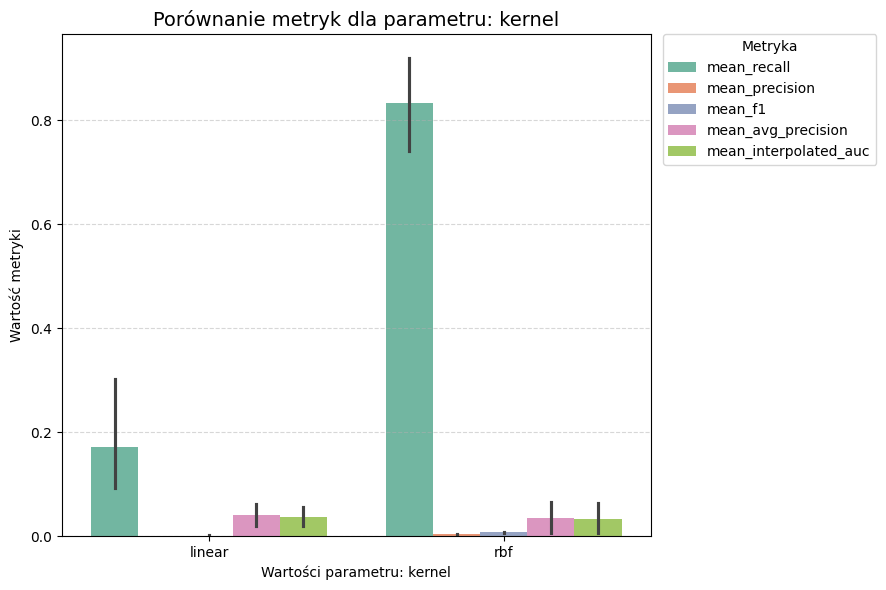 Porównanie metryk dla parametru: kernel
Metryka
mean_recall
mean_precision
mean_f1
mean_avg_precision
mean_interpolated_auc
Wartość metryki
0.8
0.6
0.4
0.2
0.0
linear
rbf
Wartości parametru: kernel